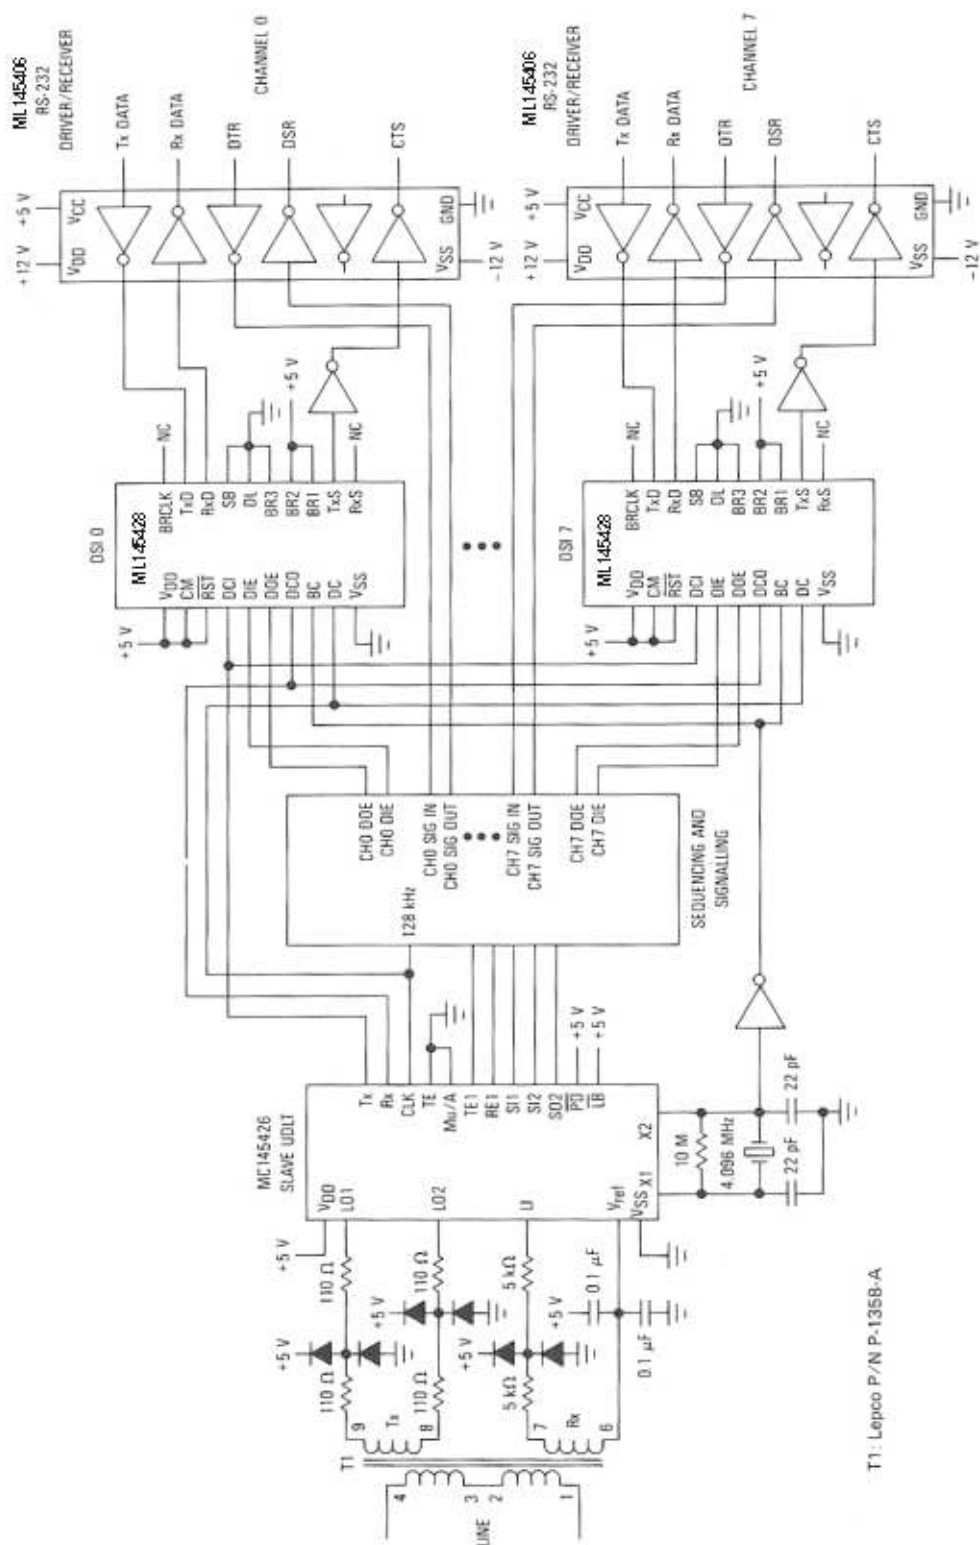 ML145406
RS-232
DRIVER/RECEIVER
CHANNEL 0
+12 V
+5 V
VDD
VCC
Tx DATA
Rx DATA
DTR
DSR
CTS
VSS
GND
-12 V
ML145406
RS-232
DRIVER/RECEIVER
CHANNEL 7
+12 V
+5 V
VDD
VCC
Tx DATA
Rx DATA
DTR
DSR
CTS
VSS
GND
-12 V
DSI 0
ML145428
+5 V
VDD
CM
RST
DCI
DIE
DOE
DCO
BC
DC
VSS
BRCLK
TxD
RxD
SB
DL
BR3
BR2
BR1
TxS
RxS
NC
+5 V
NC
DSI 7
ML145428
+5 V
VDD
CM
RST
DCI
DIE
DOE
DCO
BC
DC
VSS
BRCLK
TxD
RxD
SB
DL
BR3
BR2
BR1
TxS
RxS
NC
+5 V
NC
128 kHz
CH0 DOE
CH0 DIE
CH0 SIG IN
CH0 SIG OUT
CH7 SIG IN
CH7 SIG OUT
CH7 DOE
CH7 DIE
SEQUENCING AND
SIGNALLING
MC145426
SLAVE UDLT
VDD
LO1
LO2
LI
Vref
VSS
X1
X2
Tx
Rx
CLK
TE
Mu/A
TE1
RE1
SI1
SI2
SO2
PD
LB
+5 V
+5 V
10 M
4.096 MHz
22 pF
22 pF
+5 V
110 Ω
110 Ω
+5 V
110 Ω
110 Ω
+5 V
5 kΩ
5 kΩ
+5 V
+5 V
0.1 µF
0.1 µF
T1
9
Tx
8
7
Rx
6
4
3
2
1
LINE
T1: Lepco P/N P-1358-A